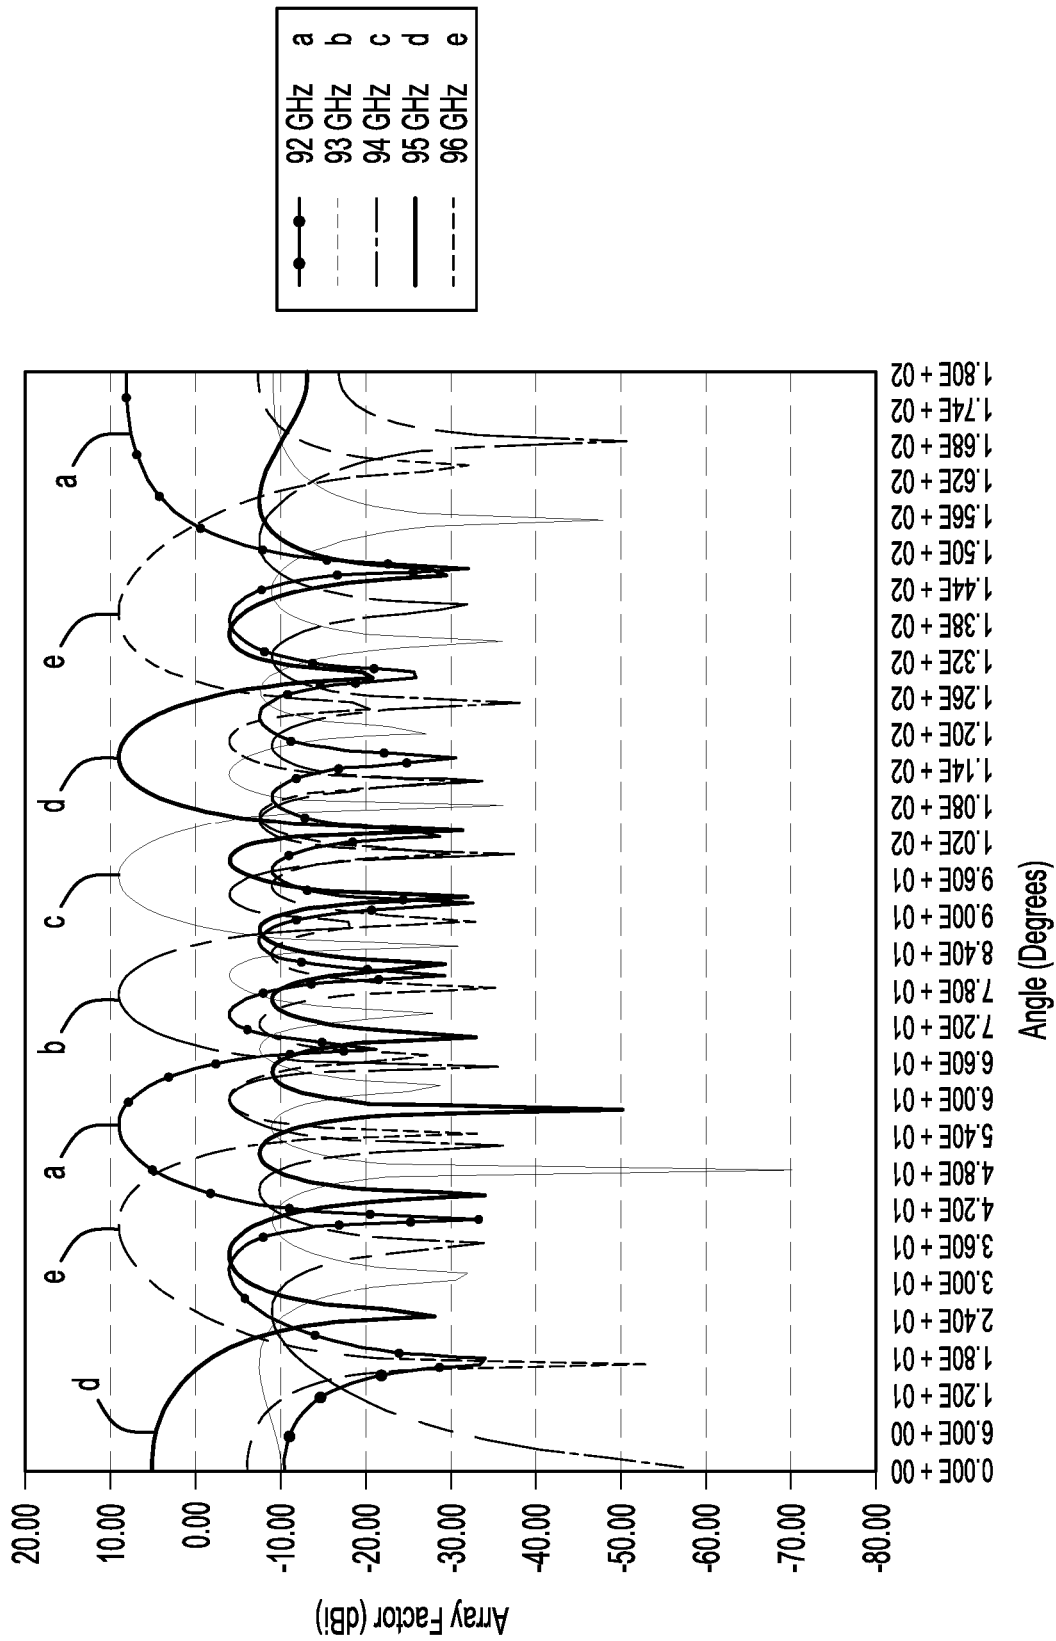 92 GHz a
93 GHz b
94 GHz c
95 GHz d
96 GHz e
d
e
a
b
c
d
e
a
20.00
10.00
0.00
-10.00
-20.00
-30.00
-40.00
-50.00
-60.00
-70.00
-80.00
Array Factor (dBi)
0.00E + 00
6.00E + 00
1.20E + 01
1.80E + 01
2.40E + 01
3.00E + 01
3.60E + 01
4.20E + 01
4.80E + 01
5.40E + 01
6.00E + 01
6.60E + 01
7.20E + 01
7.80E + 01
8.40E + 01
9.00E + 01
9.60E + 01
1.02E + 02
1.08E + 02
1.14E + 02
1.20E + 02
1.26E + 02
1.32E + 02
1.38E + 02
1.44E + 02
1.50E + 02
1.56E + 02
1.62E + 02
1.68E + 02
1.74E + 02
1.80E + 02
Angle (Degrees)